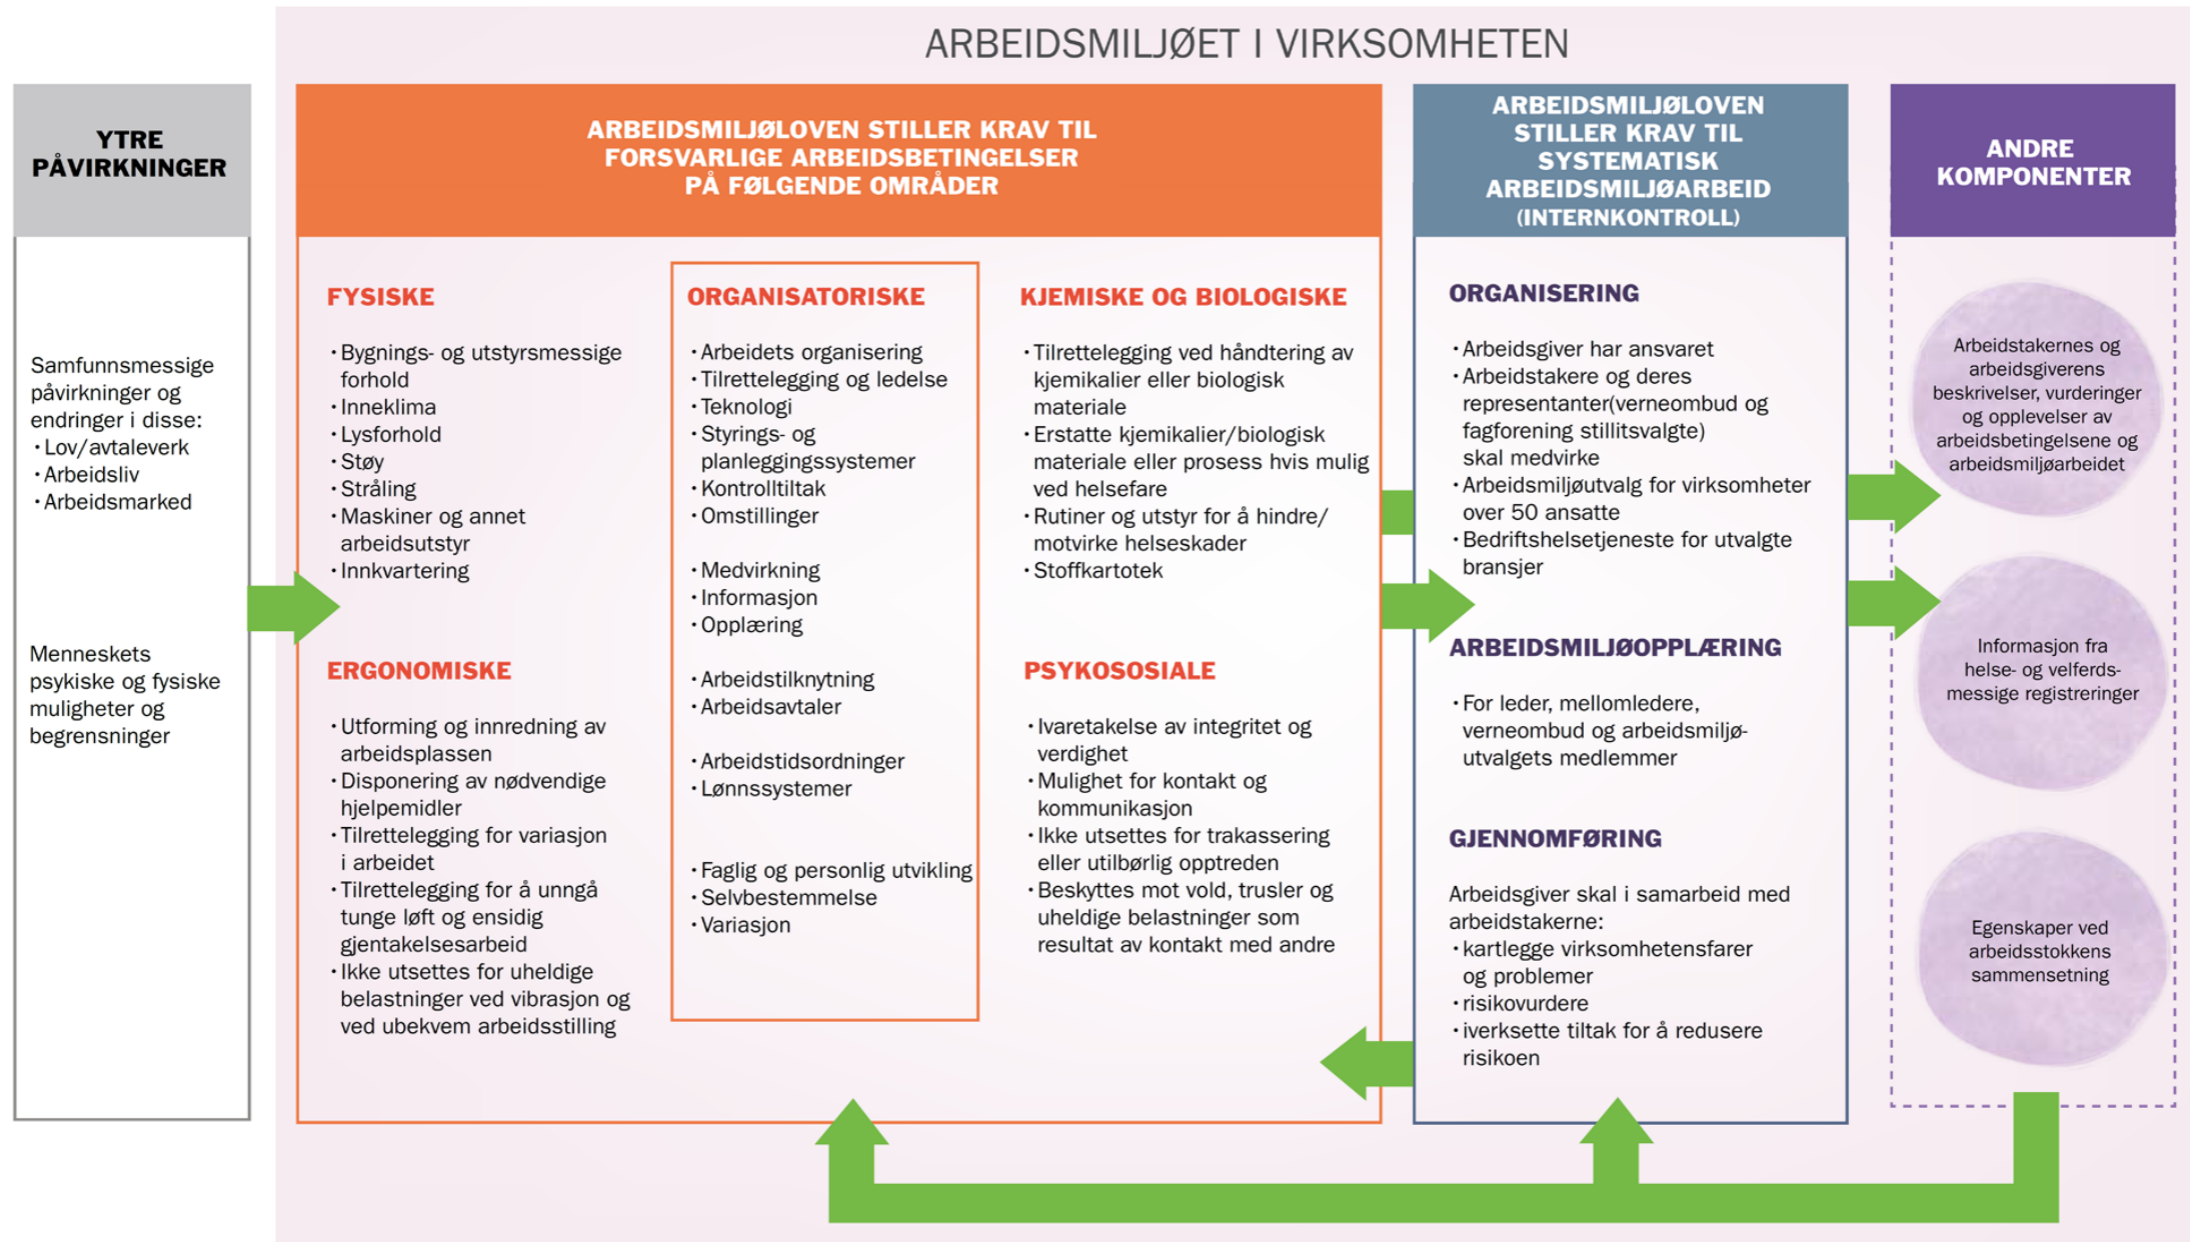 ARBEIDSMILJØET I VIRKSOMHETEN
YTRE
PÅVIRKNINGER
Samfunnsmessige
påvirkninger og
endringer i disse:
· Lov/avtaleverk
· Arbeidsliv
· Arbeidsmarked
Menneskets
psykiske og fysiske
muligheter og
begrensninger
ARBEIDSMILJØLOVEN STILLER KRAV TIL
FORSVARLIGE ARBEIDSBETINGELSER
PÅ FØLGENDE OMRÅDER
FYSISKE
· Bygnings- og utstyrsmessige
forhold
· Inneklima
· Lysforhold
· Støy
· Stråling
· Maskiner og annet
arbeidsutstyr
· Innkvartering
ERGONOMISKE
· Utforming og innredning av
arbeidsplassen
· Disponering av nødvendige
hjelpemidler
· Tilrettelegging for variasjon
i arbeidet
· Tilrettelegging for å unngå
tunge løft og ensidig
gjentakelsesarbeid
· Ikke utsettes for uheldige
belastninger ved vibrasjon og
ved ubekvem arbeidsstilling
ORGANISATORISKE
· Arbeidets organisering
· Tilrettelegging og ledelse
· Teknologi
· Styrings- og
planleggingssystemer
· Kontrolltiltak
· Omstillinger
· Medvirkning
· Informasjon
· Opplæring
· Arbeidstilknytning
· Arbeidsavtaler
· Arbeidstidsordninger
· Lønnssystemer
· Faglig og personlig utvikling
· Selvbestemmelse
· Variasjon
KJEMISKE OG BIOLOGISKE
· Tilrettelegging ved håndtering av
kjemikalier eller biologisk
materiale
· Erstatte kjemikalier/biologisk
materiale eller prosess hvis mulig
ved helsefare
· Rutiner og utstyr for å hindre/
motvirke helseskader
· Stoffkartotek
PSYKOSOSIALE
· Ivaretakelse av integritet og
verdighet
· Mulighet for kontakt og
kommunikasjon
· Ikke utsettes for trakassering
eller utilbørlig opptreden
· Beskyttes mot vold, trusler og
uheldige belastninger som
resultat av kontakt med andre
ARBEIDSMILJØLOVEN
STILLER KRAV TIL
SYSTEMATISK
ARBEIDSMILJØARBEID
(INTERNKONTROLL)
ORGANISERING
· Arbeidsgiver har ansvaret
· Arbeidstakere og deres
representanter(verneombud og
fagforening stillitsvalgte)
skal medvirke
· Arbeidsmiljøutvalg for virksomheter
over 50 ansatte
· Bedriftshelsetjeneste for utvalgte
bransjer
ARBEIDSMILJØOPPLÆRING
· For leder, mellomledere,
verneombud og arbeidsmiljø-
utvalgets medlemmer
GJENNOMFØRING
Arbeidsgiver skal i samarbeid med
arbeidstakerne:
· kartlegge virksomhetensfarer
og problemer
· risikovurdere
· iverksette tiltak for å redusere
risikoen
ANDRE
KOMPONENTER
Arbeidstakernes og
arbeidsgiverens
beskrivelser, vurderinger
og opplevelser av
arbeidsbetingelsene og
arbeidsmiljøarbeidet
Informasjon fra
helse- og velferds-
messige registreringer
Egenskaper ved
arbeidsstokkens
sammensetning